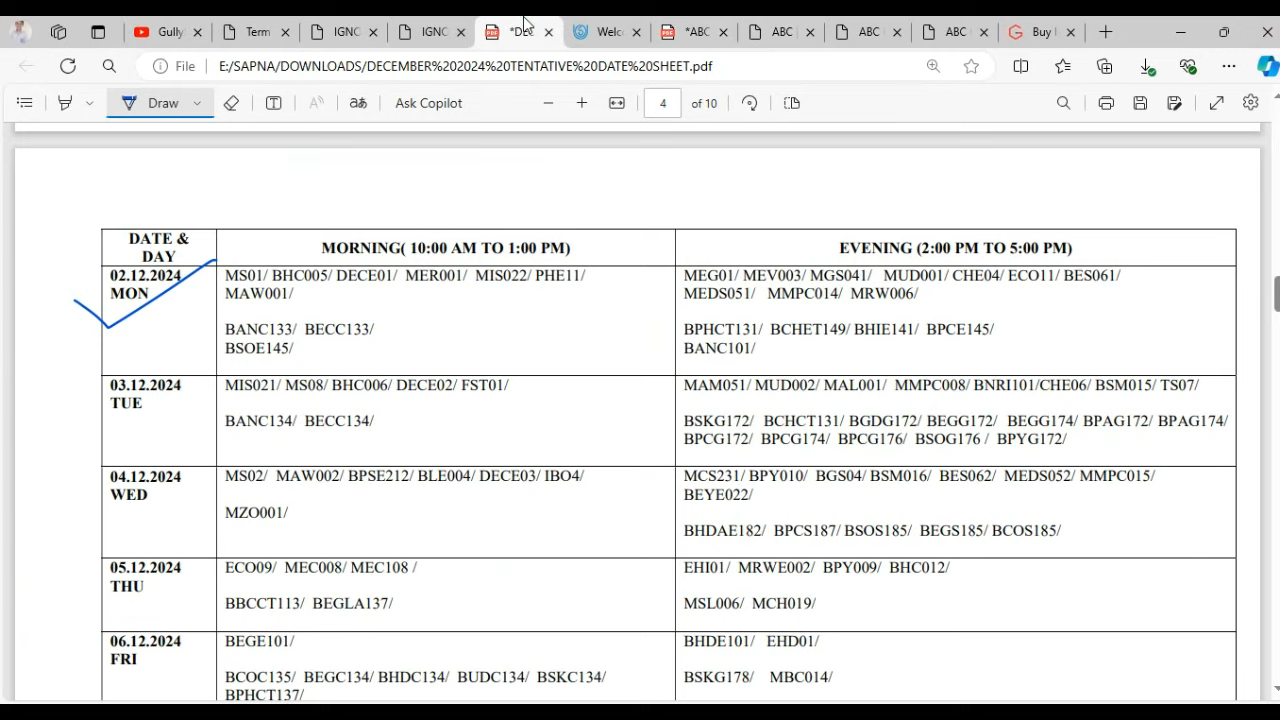 Gully
Term
IGNO
IGNO
Welc
*ABC
ABC
ABC
ABC
Buy
File
E:/SAPNA/DOWNLOADS/DECEMBER%202024%20TENTATIVE%20DATE%20SHEET.pdf
Draw
Ask Copilot
4
of 10
DATE & DAY
MORNING( 10:00 AM TO 1:00 PM)
EVENING (2:00 PM TO 5:00 PM)
02.12.2024
MON
MS01/ BHC005/ DECE01/ MER001/ MIS022/ PHE11/
MAW001/
BANC133/ BECC133/
BSOE145/
MEG01/ MEV003/ MGS041/ MUD001/ CHE04/ ECO11/ BES061/
MEDS051/ MMPC014/ MRW006/
BPHCT131/ BCHET149/ BHIE141/ BPCE145/
BANC101/
03.12.2024
TUE
MIS021/ MS08/ BHC006/ DECE02/ FST01/
BANC134/ BECC134/
MAM051/ MUD002/ MAL001/ MMPC008/ BNRI101/CHE06/ BSM015/ TS07/
BSKG172/ BCHCT131/ BGDG172/ BEGG172/ BEGG174/ BPAG172/ BPAG174/
BPCG172/ BPCG174/ BPCG176/ BSOG176 / BPYG172/
04.12.2024
WED
MS02/ MAW002/ BPSE212/ BLE004/ DECE03/ IBO4/
MZO001/
MCS231/ BPY010/ BGS04/ BSM016/ BES062/ MEDS052/ MMPC015/
BEYE022/
BHDAE182/ BPCS187/ BSOS185/ BEGS185/ BCOS185/
05.12.2024
THU
ECO09/ MEC008/ MEC108 /
BBCCT113/ BEGLA137/
EHI01/ MRWE002/ BPY009/ BHC012/
MSL006/ MCH019/
06.12.2024
FRI
BEGE101/
BCOC135/ BEGC134/ BHDC134/ BUDC134/ BSKC134/
BPHCT137/
BHDE101/ EHD01/
BSKG178/ MBC014/